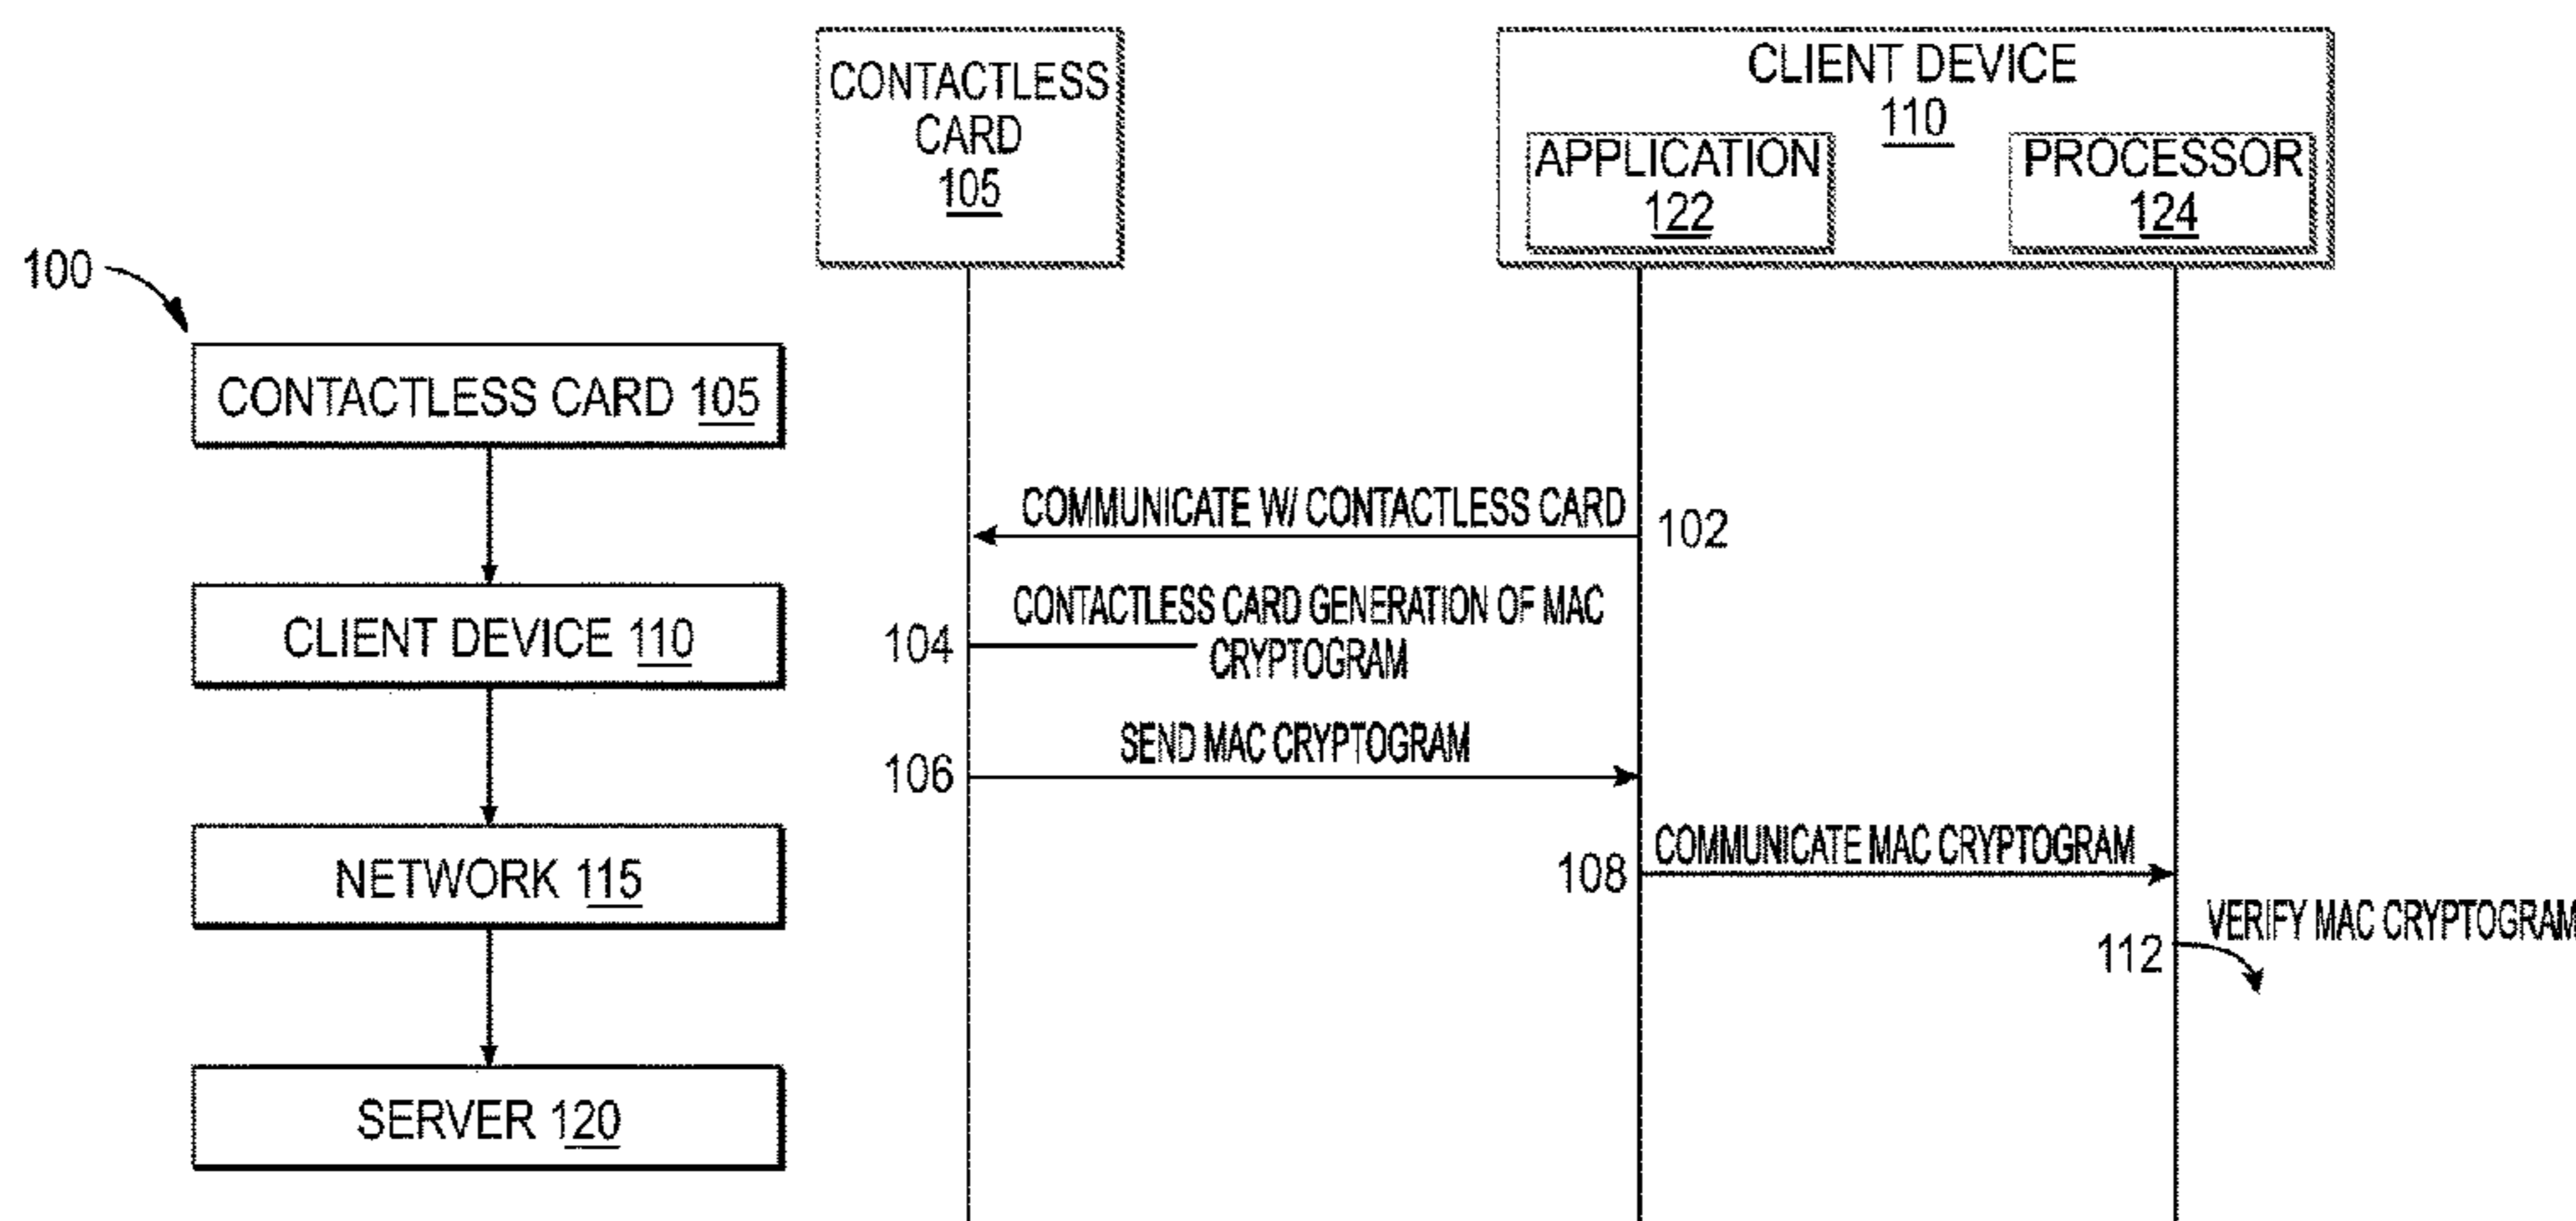 100
CONTACTLESS CARD 105
CLIENT DEVICE 110
NETWORK 115
SERVER 120
CONTACTLESS
CARD
105
CLIENT DEVICE
110
APPLICATION
122
PROCESSOR
124
COMMUNICATE W/ CONTACTLESS CARD
102
CONTACTLESS CARD GENERATION OF MAC
104
CRYPTOGRAM
SEND MAC CRYPTOGRAM
106
COMMUNICATE MAC CRYPTOGRAM
108
VERIFY MAC CRYPTOGRAM
112